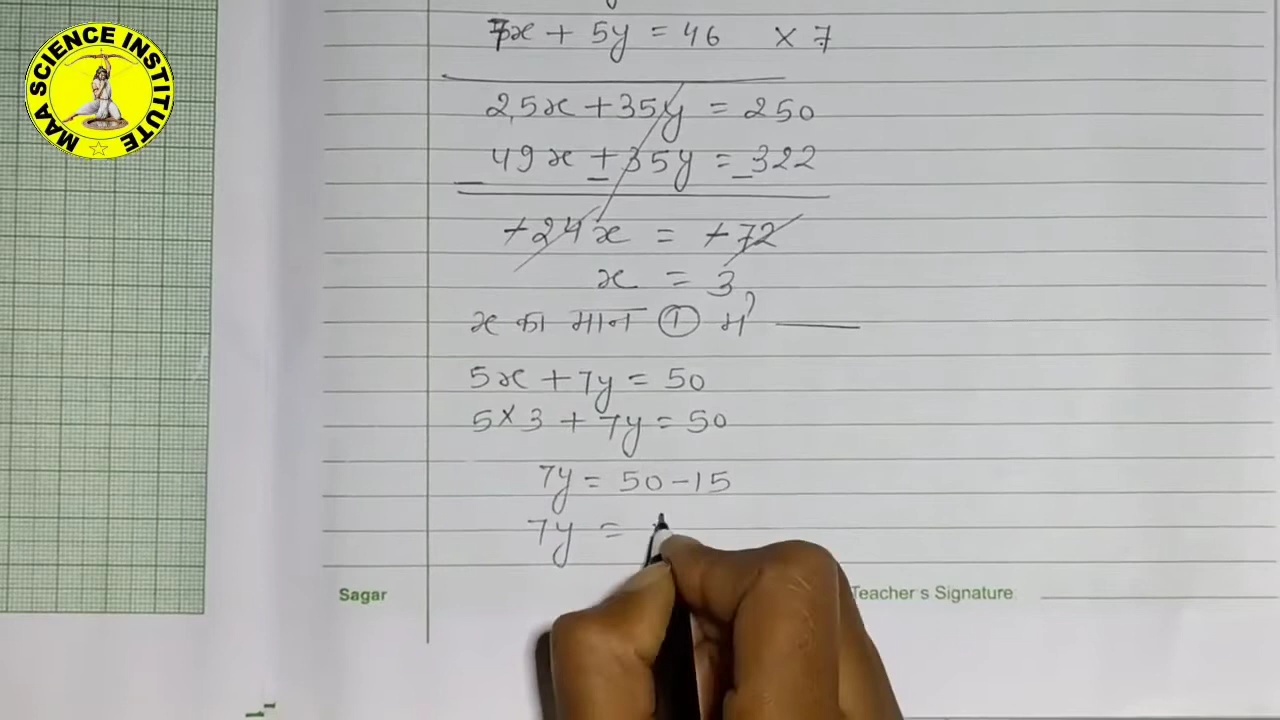 MAA SCIENCE INSTITUTE
7x + 5y = 46 × 7
25x + 35y = 250
49x ± 35y = _322
+24x = +72
x = 3,
x का मान ① में
5x + 7y = 50
5×3 + 7y = 50
7y = 50-15
7y =
Sagar
Teacher s Signature